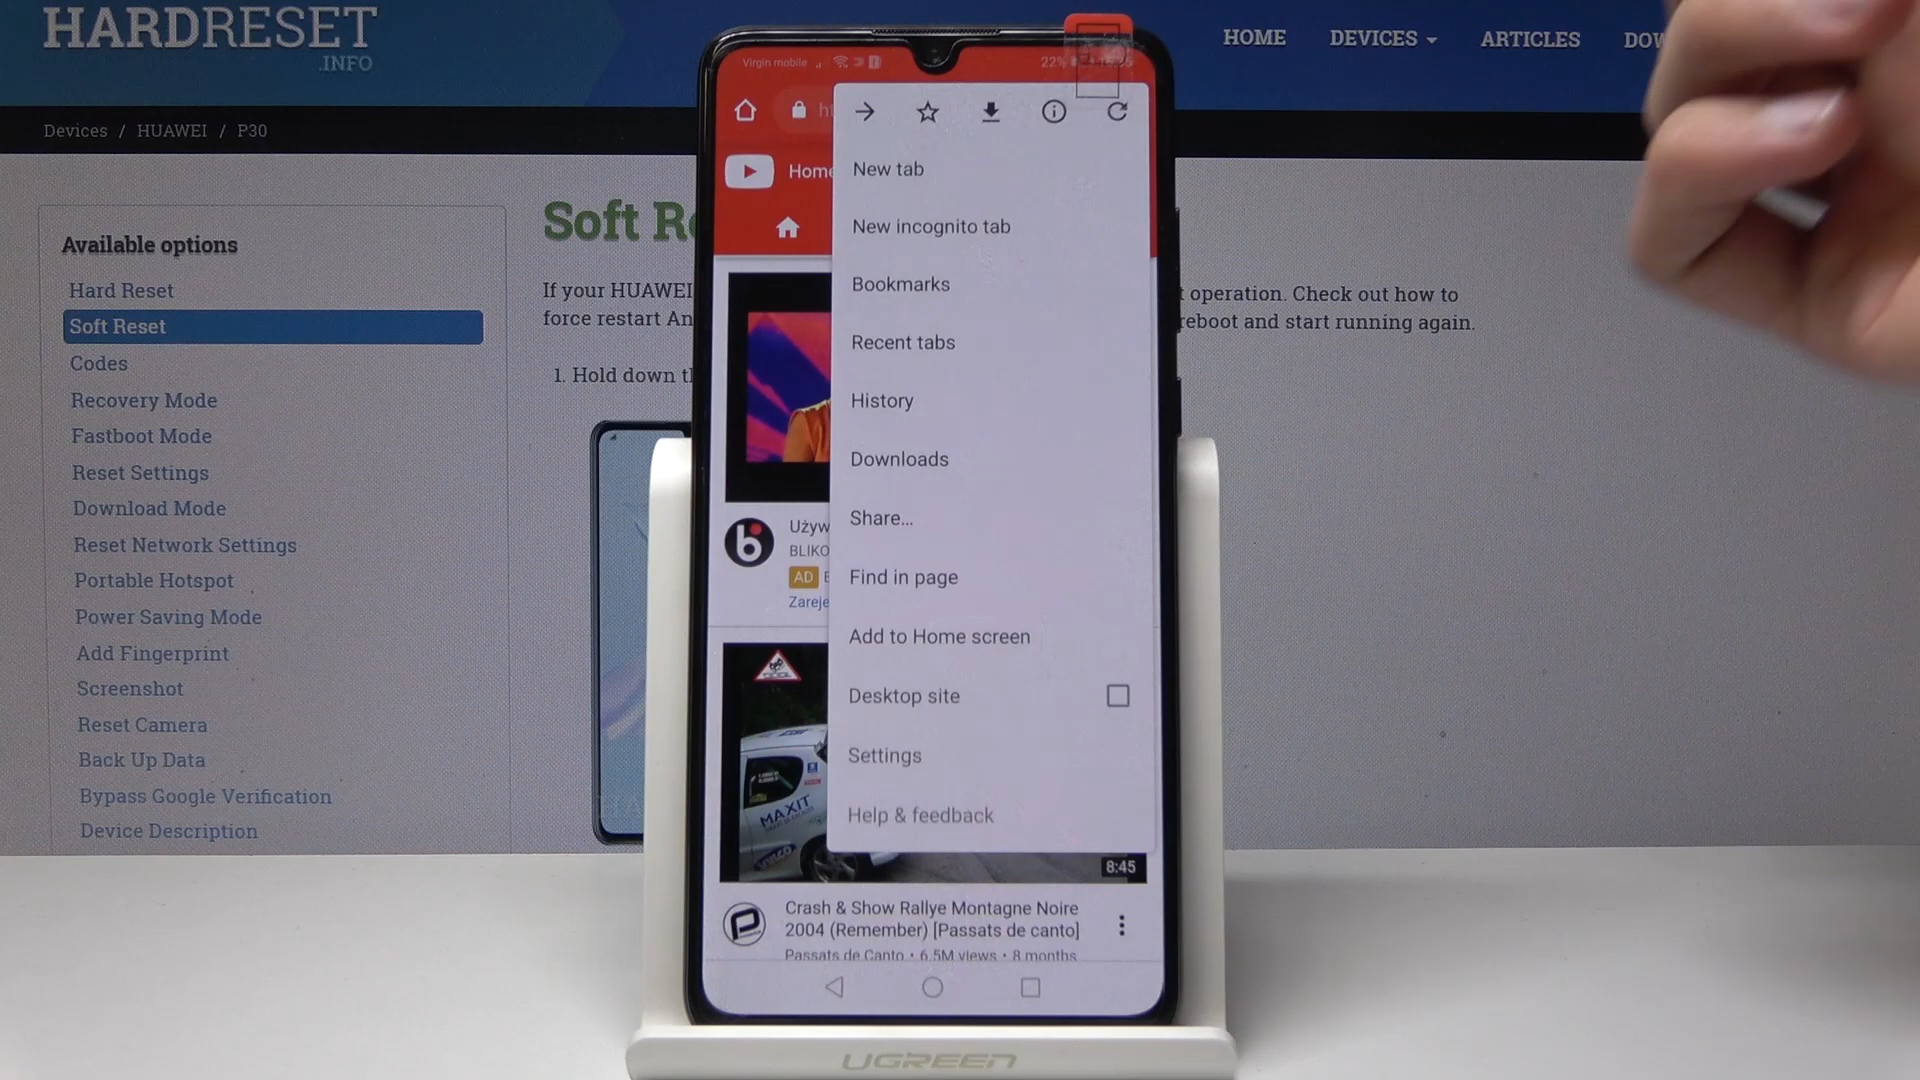 HARDRESET
.INFO
HOME
DEVICES
ARTICLES
Devices / HUAWEI / P30
Available options
Hard Reset
Soft Reset
Codes
Recovery Mode
Fastboot Mode
Reset Settings
Download Mode
Reset Network Settings
Portable Hotspot
Power Saving Mode
Add Fingerprint
Screenshot
Reset Camera
Back Up Data
Bypass Google Verification
Device Description
Soft
If your HUAWEI
operation. Check out how to
force restart
reboot and start running again.
1. Hold down
Virgin mobile
22%
Home
New tab
New incognito tab
Bookmarks
Recent tabs
History
Downloads
Share...
Find in page
Add to Home screen
Desktop site
Settings
Help & feedback
b
AD
MAXIT
8:45
Crash & Show Rallye Montagne Noire
2004 (Remember) [Passats de canto]
Passats de Canto • 6.5M views • 8 months
UGREEN